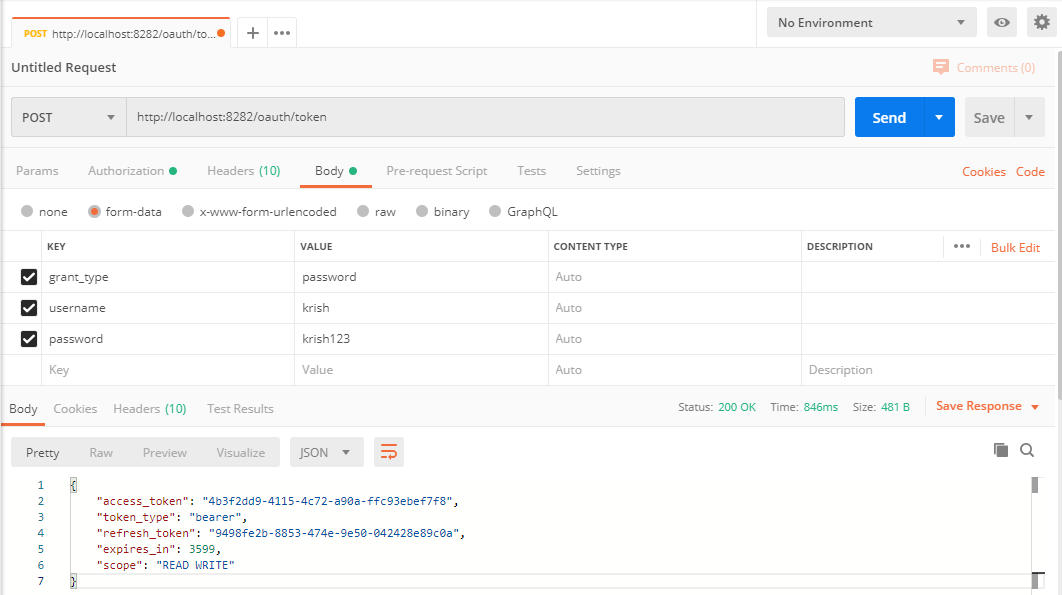 POST http://localhost:8282/oauth/to...
No Environment
Untitled Request
Comments (0)
POST http://localhost:8282/oauth/token Send Save
Params Authorization Headers (10) Body Pre-request Script Tests Settings Cookies Code
none form-data x-www-form-urlencoded raw binary GraphQL
KEY VALUE CONTENT TYPE DESCRIPTION ••• Bulk Edit
grant_type password Auto
username krish Auto
password krish123 Auto
Key Value Auto Description
Body Cookies Headers (10) Test Results Status: 200 OK Time: 846ms Size: 481 B Save Response
Pretty Raw Preview Visualize JSON
1 {
2 "access_token": "4b3f2dd9-4115-4c72-a90a-ffc93ebef7f8",
3 "token_type": "bearer",
4 "refresh_token": "9498fe2b-8853-474e-9e50-042428e89c0a",
5 "expires_in": 3599,
6 "scope": "READ WRITE"
7 }